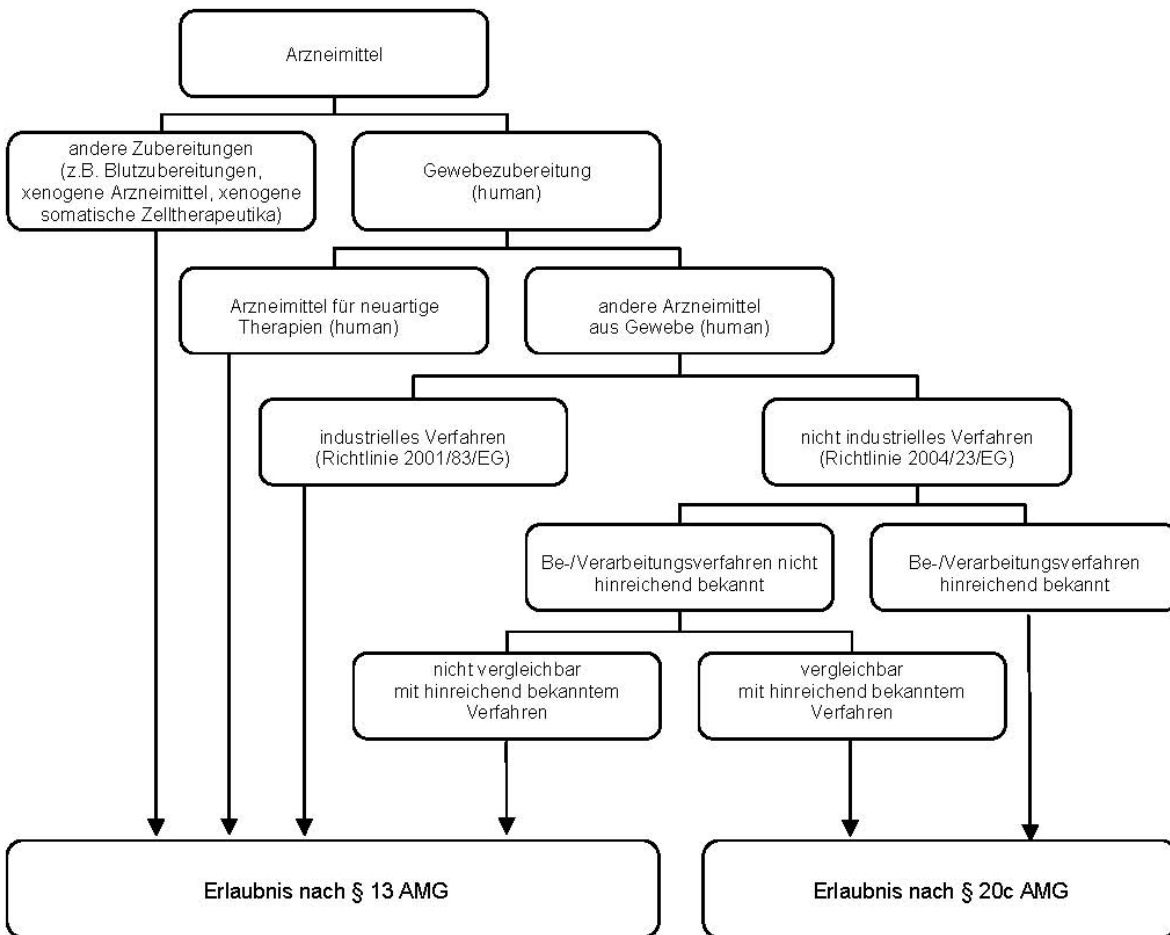 Arzneimittel
andere Zubereitungen
(z.B. Blutzubereitungen,
xenogene Arzneimittel, xenogene
somatische Zelltherapeutika)
Gewebezubereitung
(human)
Arzneimittel für neuartige
Therapien (human)
andere Arzneimittel
aus Gewebe (human)
industrielles Verfahren
(Richtlinie 2001/83/EG)
nicht industrielles Verfahren
(Richtlinie 2004/23/EG)
Be-/Verarbeitungsverfahren nicht
hinreichend bekannt
Be-/Verarbeitungsverfahren
hinreichend bekannt
nicht vergleichbar
mit hinreichend bekanntem
Verfahren
vergleichbar
mit hinreichend bekanntem
Verfahren
Erlaubnis nach § 13 AMG
Erlaubnis nach § 20c AMG